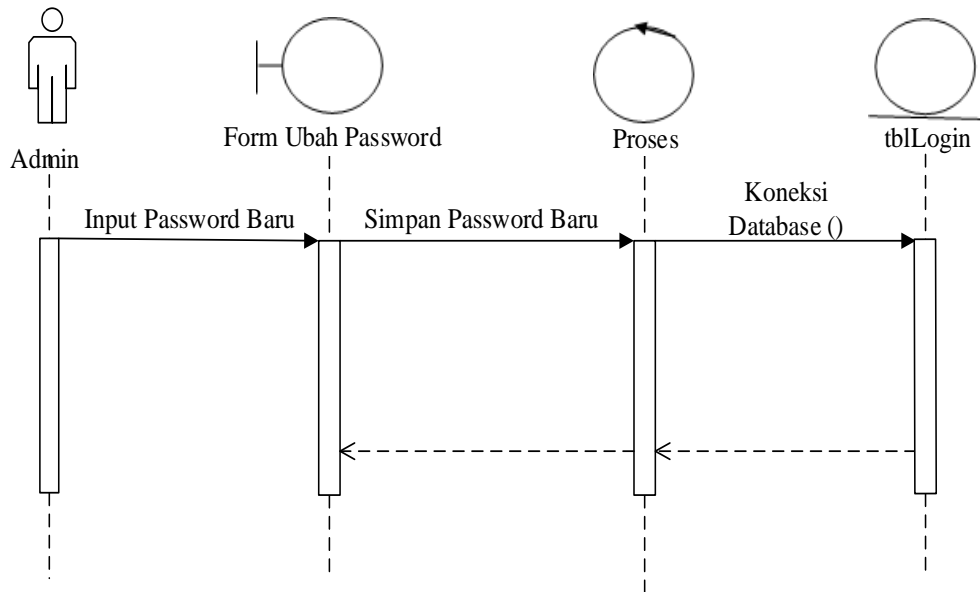 Admin
Form Ubah Password
Proses
tblLogin
Input Password Baru
Simpan Password Baru
Koneksi
Database ()